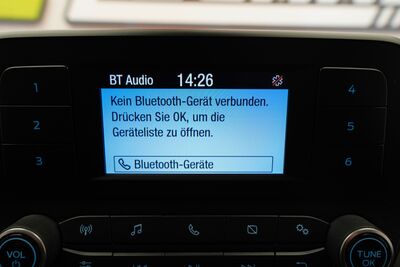 BT Audio 14:26
1
2
3
Kein Bluetooth-Gerät verbunden.
Drücken Sie OK, um die
Geräteliste zu öffnen.
Bluetooth-Geräte
4
5
6
VOL
TUNE
OK